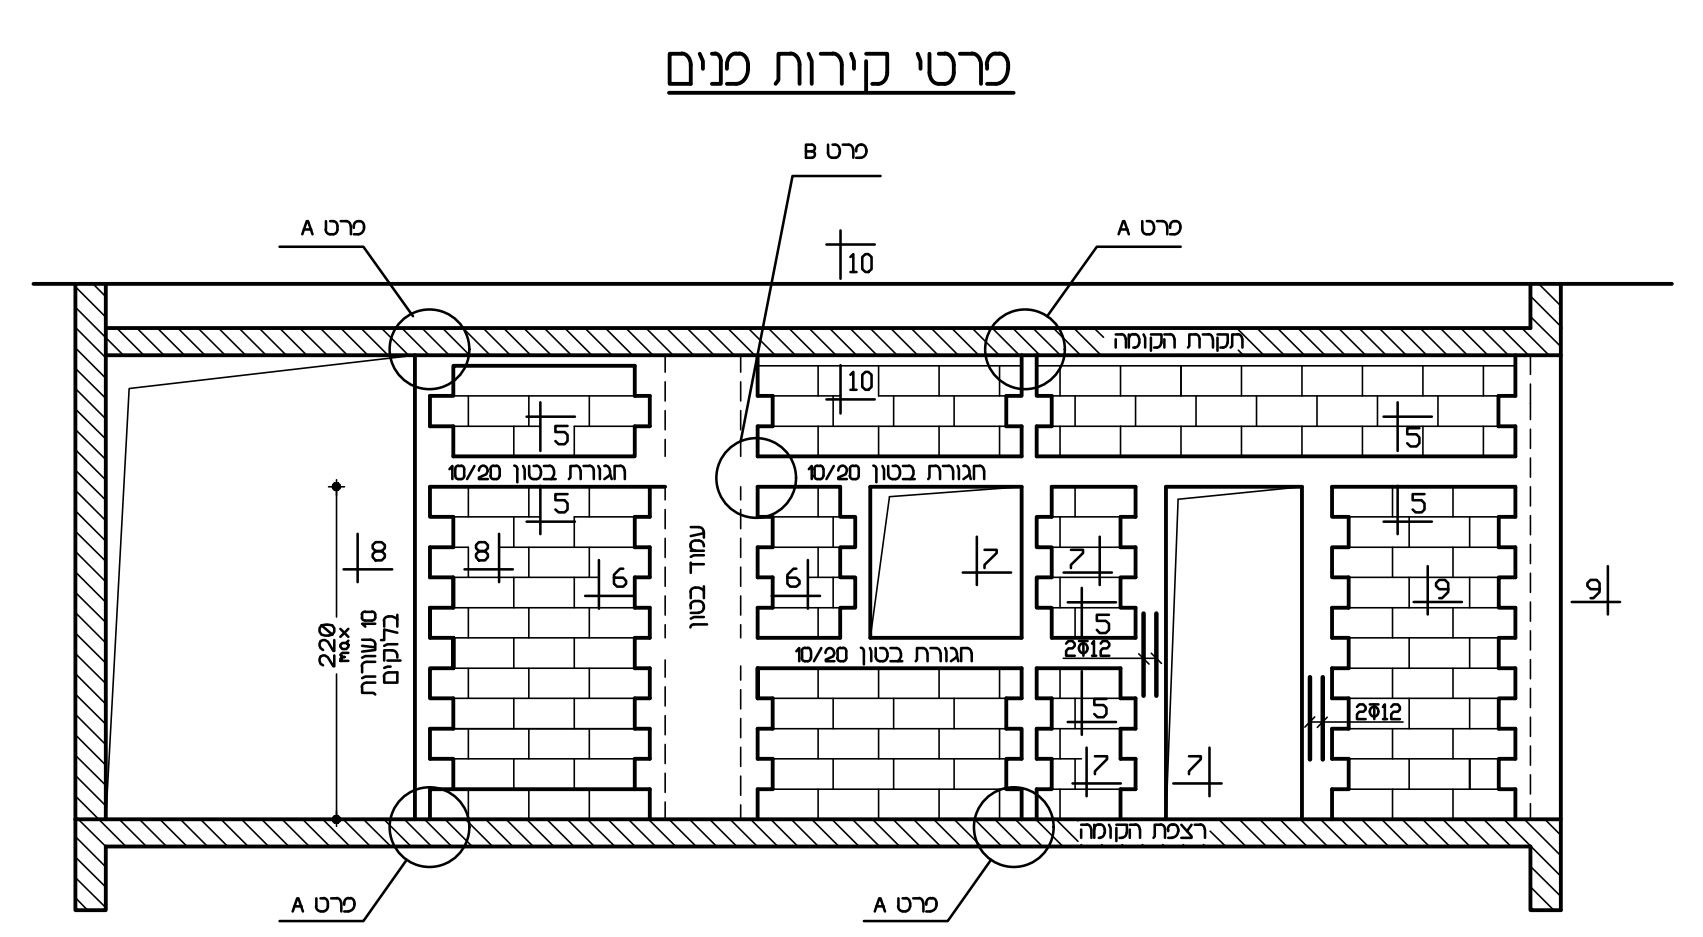 פרטי קירות פנים
פרט B
פרט A
פרט A
10
תקרת הקומה
10
5
5
חגורת בטון 10/20
חגורת בטון 10/20
5
5
8
8
6
עמוד בטון
6
7
7
9
9
5
220
max
10 שורות
בלוקים
חגורת בטון 10/20
2Φ12
5
2Φ12
7
7
רצפת הקומה
פרט A
פרט A